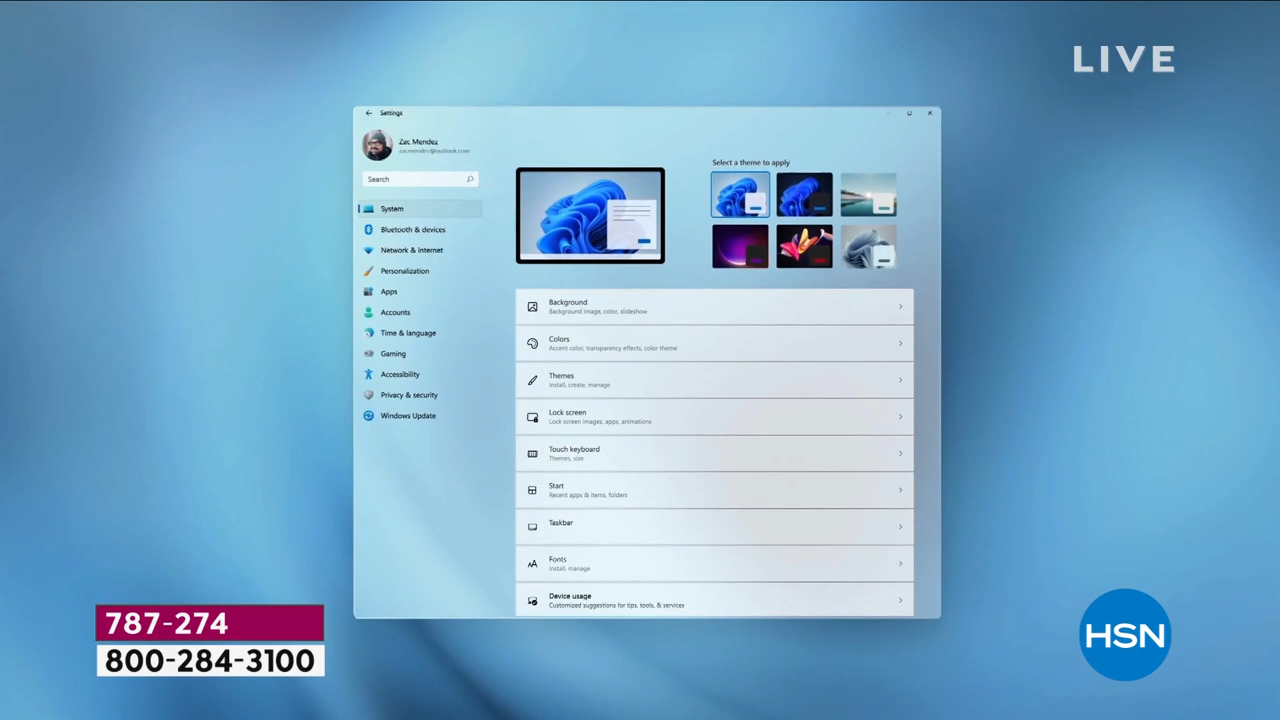 LIVE
Settings
Zac Mendez
zacmendez@outlook.com
Search
System
Bluetooth & devices
Network & Internet
Personalization
Apps
Accounts
Time & language
Gaming
Accessibility
Privacy & security
Windows Update
Select a theme to apply
Background
Background image, color, slideshow
Colors
Accent color, transparency effects, color theme
Themes
Install, create, manage
Lock screen
Lock screen images, apps, animations
Touch keyboard
Themes, size
Start
Recent apps & items, folders
Taskbar
Fonts
Install, manage
Device usage
Customized suggestions for tips, tools, & services
787-274
800-284-3100
HSN